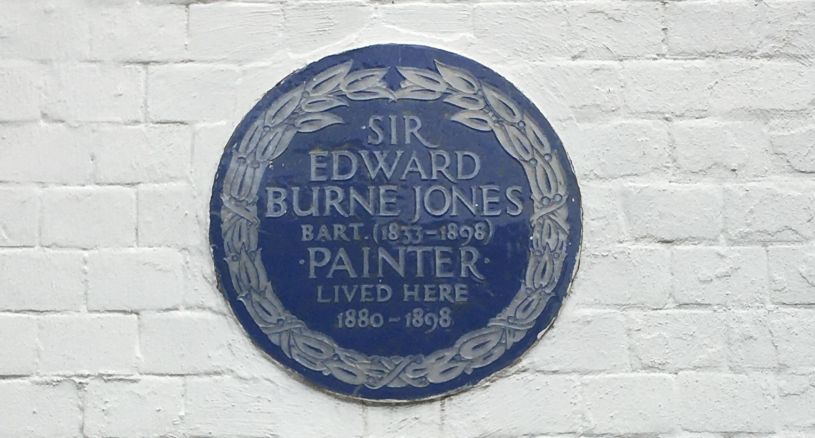 SIR
EDWARD
BURNE JONES
BART. (1833-1898)
·PAINTER·
LIVED HERE
1880-1898